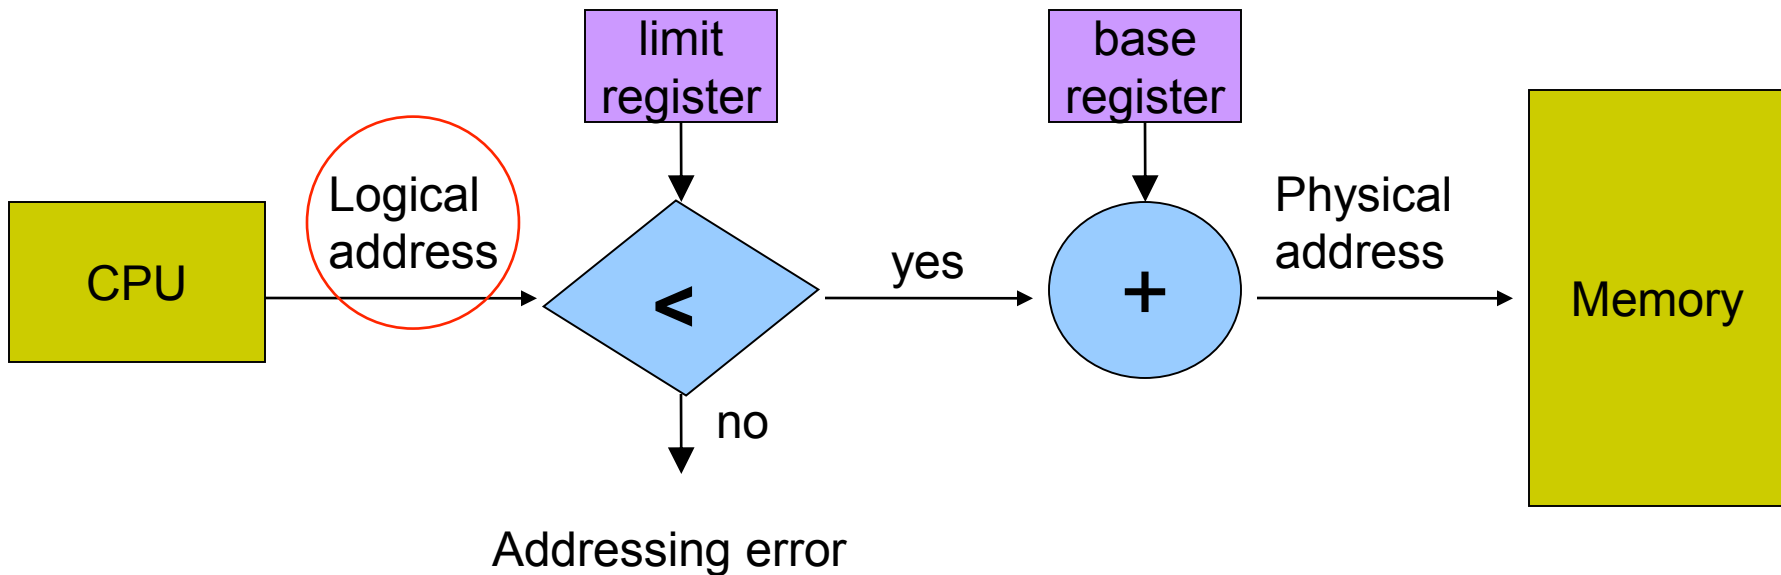 limit
register
base
register
Logical
address
Physical
address
CPU
<
yes
+
Memory
no
Addressing error